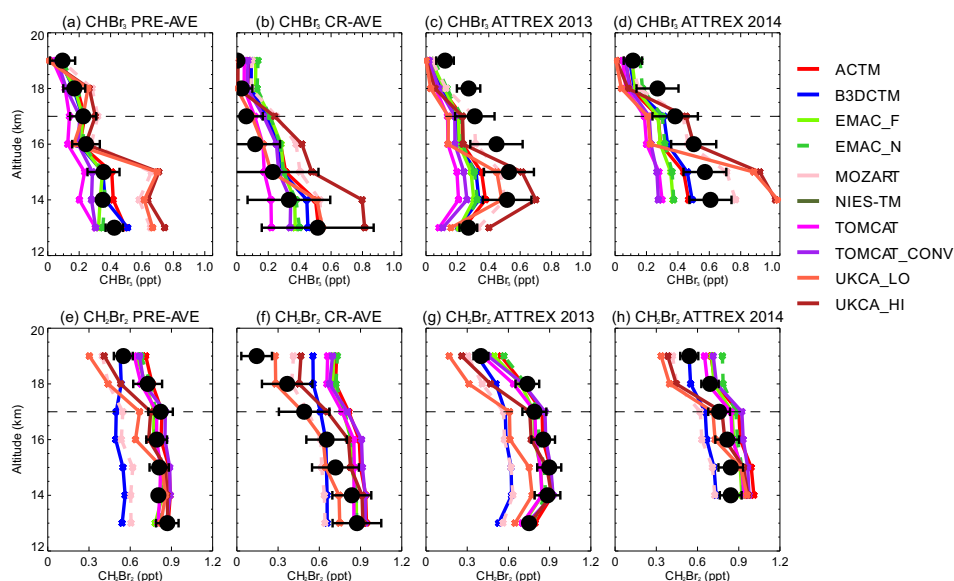 (a) CHBr₃ PRE-AVE
(b) CHBr₃ CR-AVE
(c) CHBr₃ ATTREX 2013
(d) CHBr₃ ATTREX 2014
20
18
16
14
12
Altitude (km)
0 0.2 0.4 0.6 0.8 1.0
CHBr₃ (ppt)
0 0.2 0.4 0.6 0.8 1.0
CHBr₃ (ppt)
0 0.2 0.4 0.6 0.8 1.0
CHBr₃ (ppt)
0 0.2 0.4 0.6 0.8 1.0
CHBr₃ (ppt)
ACTM
B3DCTM
EMAC_F
EMAC_N
MOZART
NIES-TM
TOMCAT
TOMCAT_CONV
UKCA_LO
UKCA_HI
(e) CH₂Br₂ PRE-AVE
(f) CH₂Br₂ CR-AVE
(g) CH₂Br₂ ATTREX 2013
(h) CH₂Br₂ ATTREX 2014
20
18
16
14
12
Altitude (km)
0 0.3 0.6 0.9 1.2
CH₂Br₂ (ppt)
0 0.3 0.6 0.9 1.2
CH₂Br₂ (ppt)
0 0.3 0.6 0.9 1.2
CH₂Br₂ (ppt)
0 0.3 0.6 0.9 1.2
CH₂Br₂ (ppt)